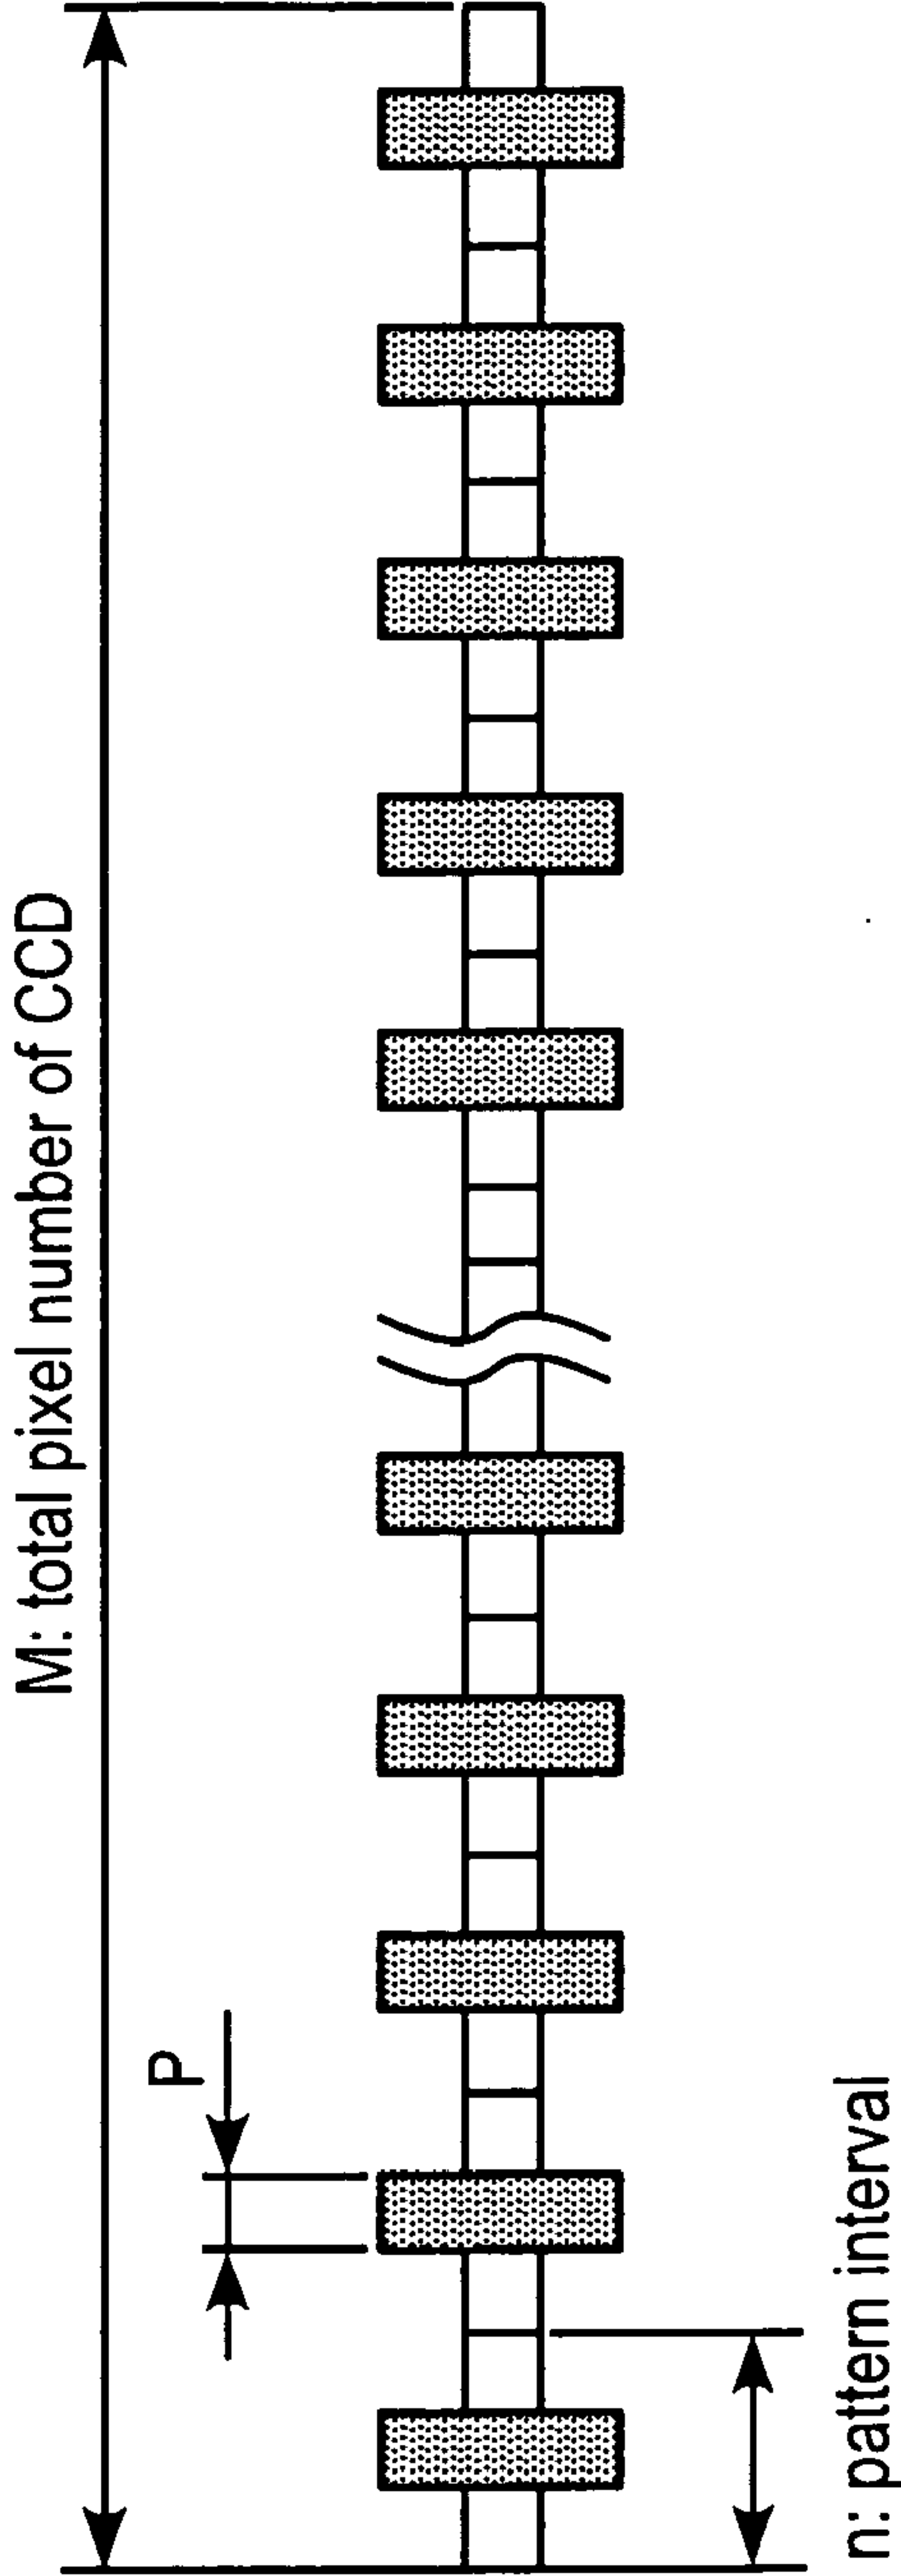 M: total pixel number of CCD
P
n: pattern interval